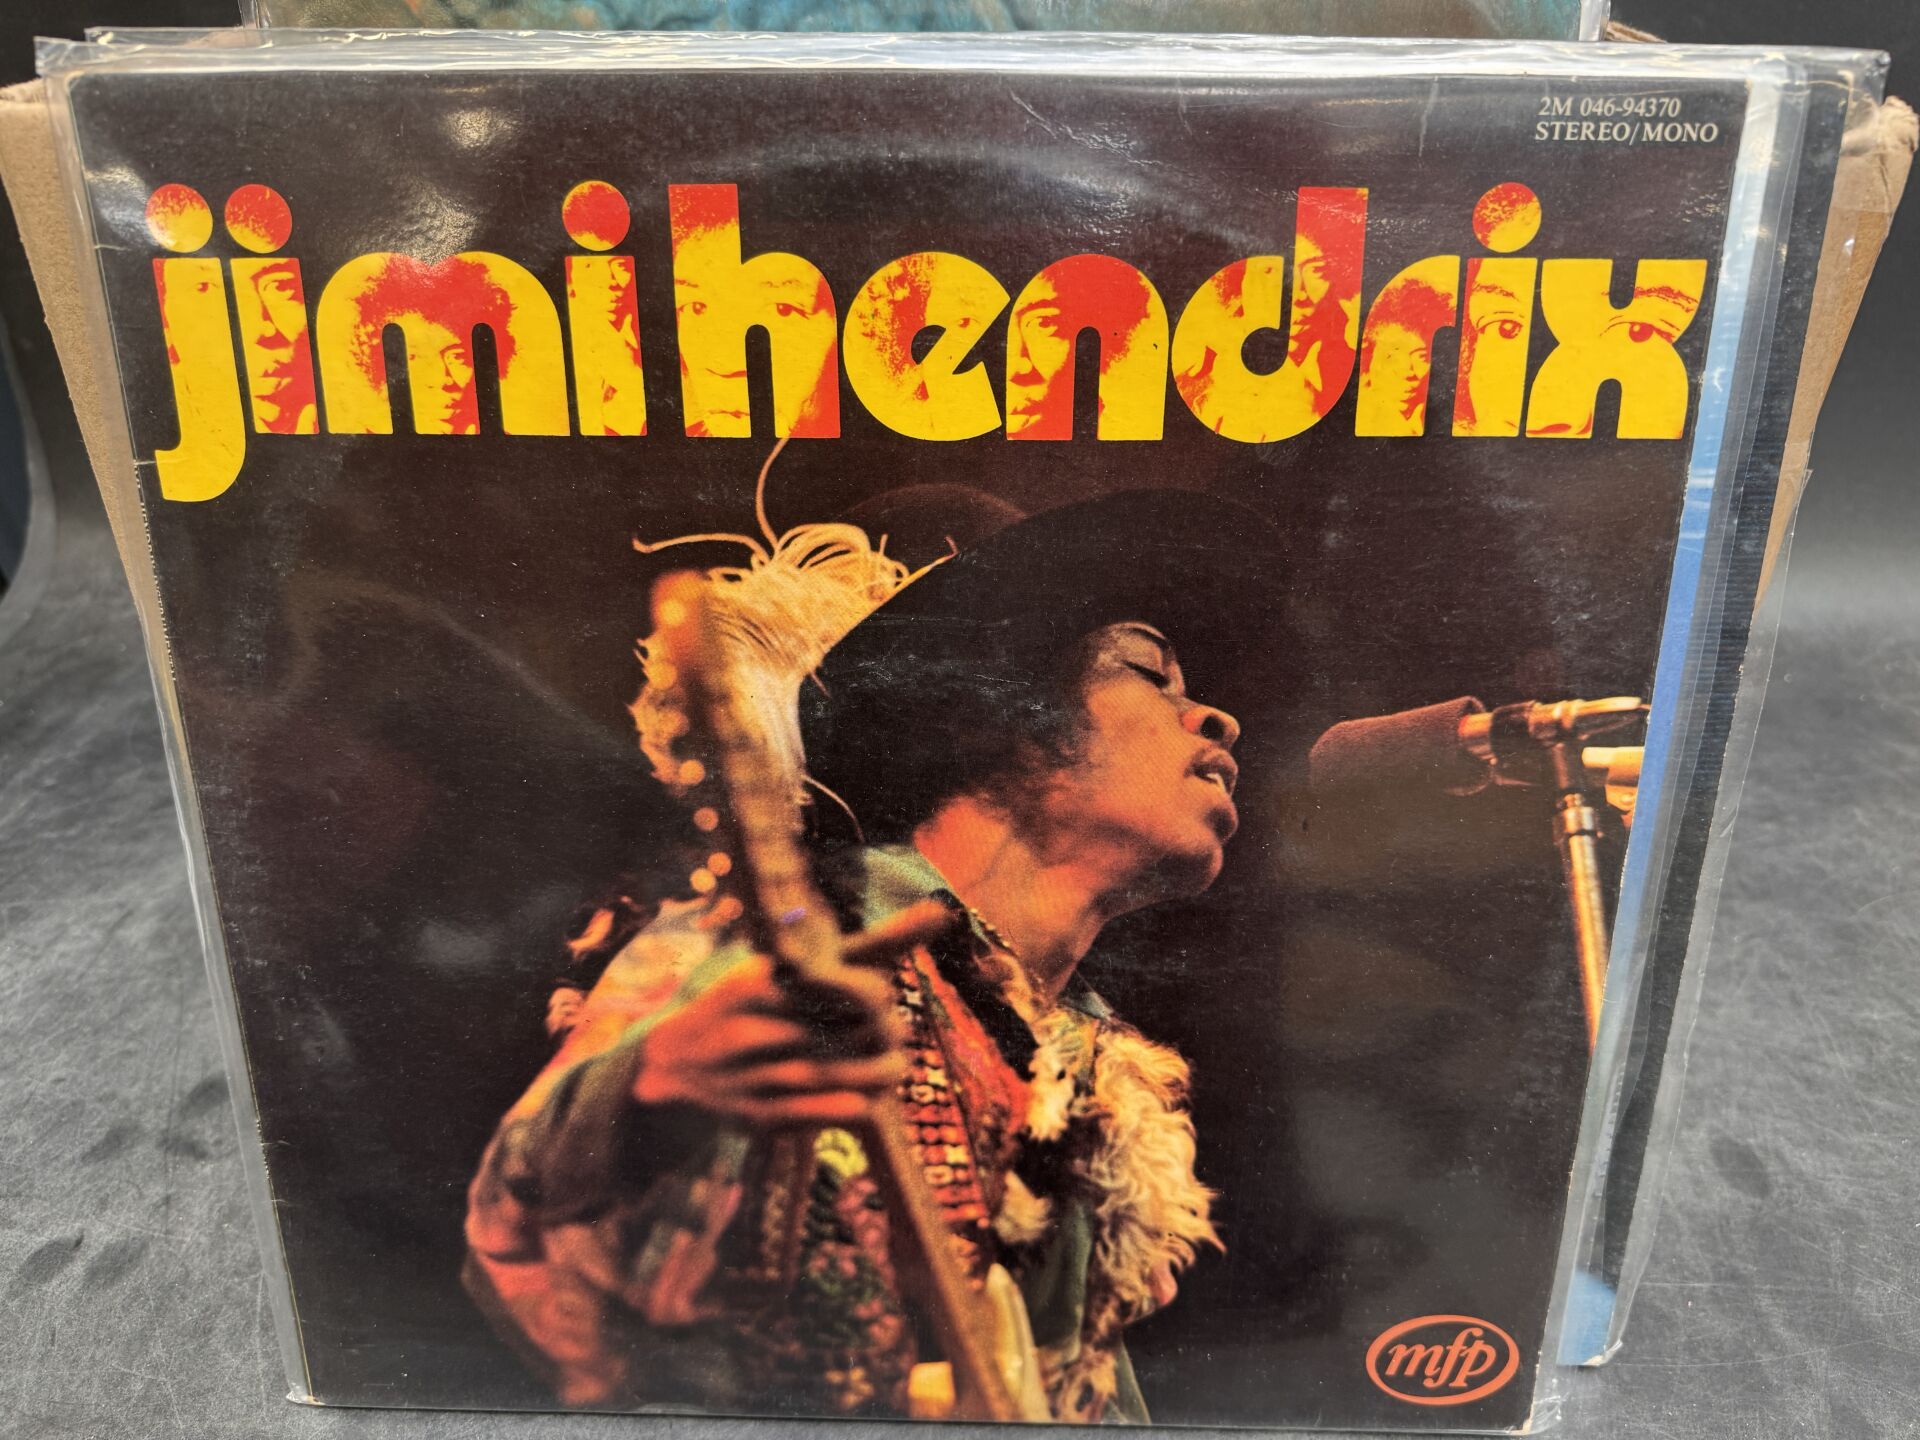 2M 046-94370
STEREO/MONO
jimi hendrix
mfp